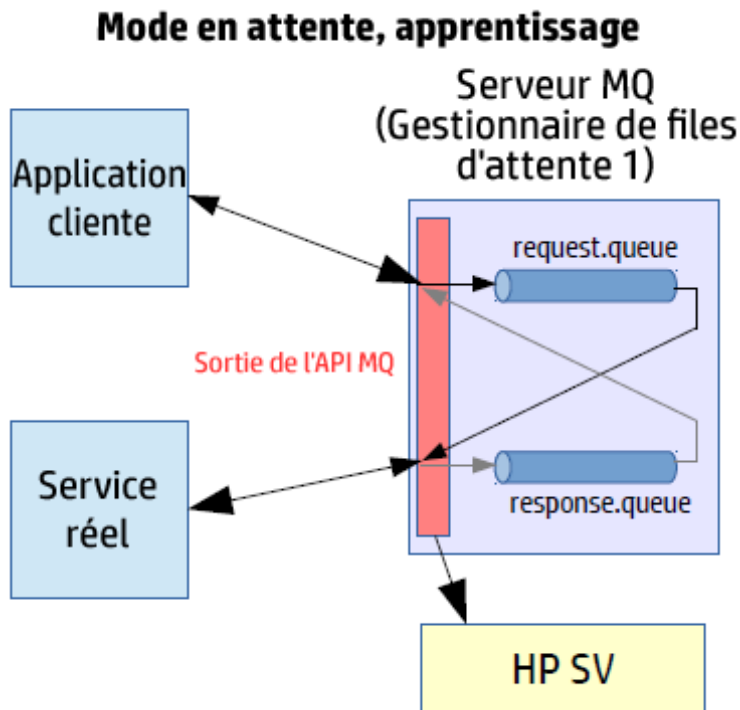 Mode en attente, apprentissage
Serveur MQ
(Gestionnaire de files
d'attente 1)
Application
cliente
request.queue
Sortie de l'API MQ
Service
réel
response.queue
HP SV